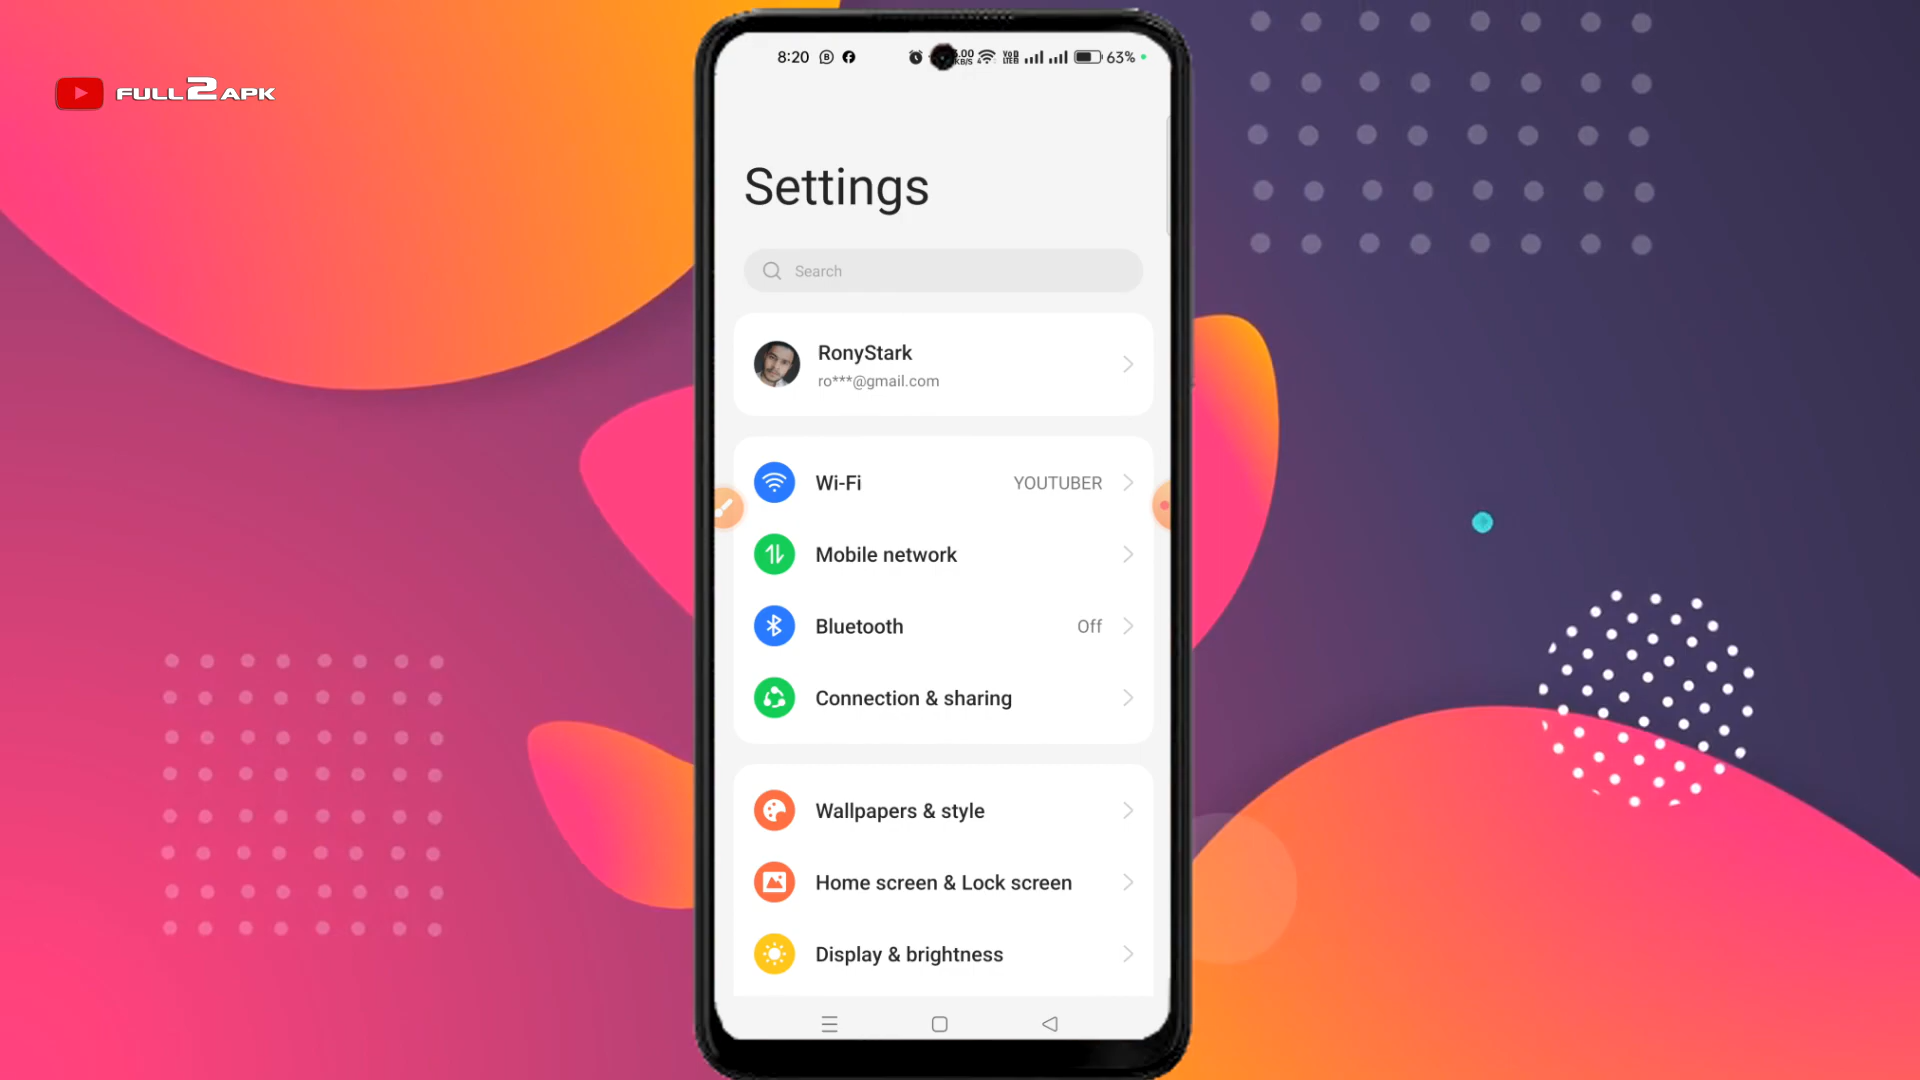 FULL2APK
8:20
63%
Settings
Search
RonyStark
ro***@gmail.com
Wi-Fi YOUTUBER
Mobile network
Bluetooth Off
Connection & sharing
Wallpapers & style
Home screen & Lock screen
Display & brightness